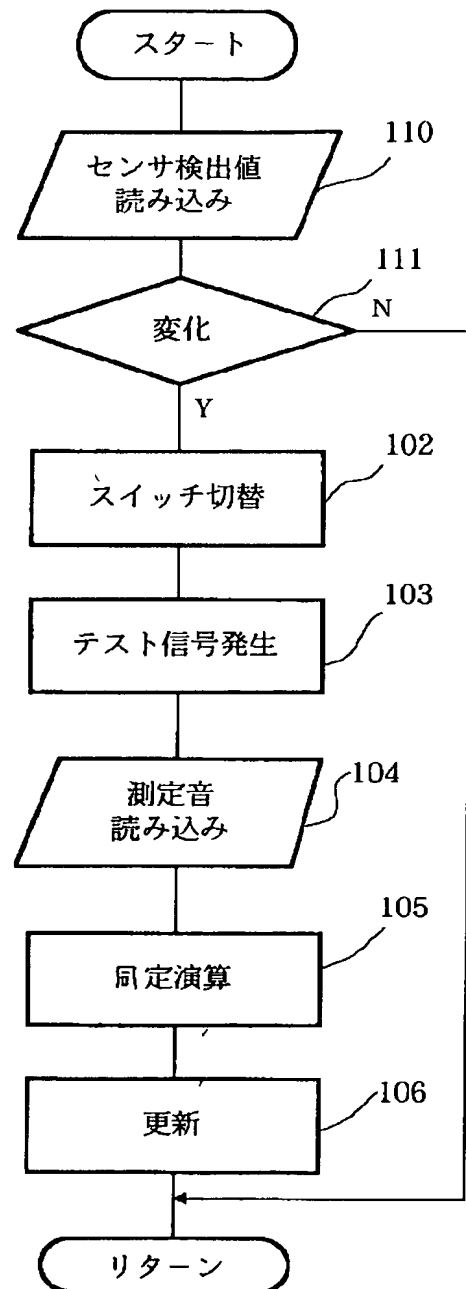 スタート
110
センサ検出値
読み込み
111
変化
N
Y
102
スイッチ切替
103
テスト信号発生
104
測定音
読み込み
105
同定演算
106
更新
リターン